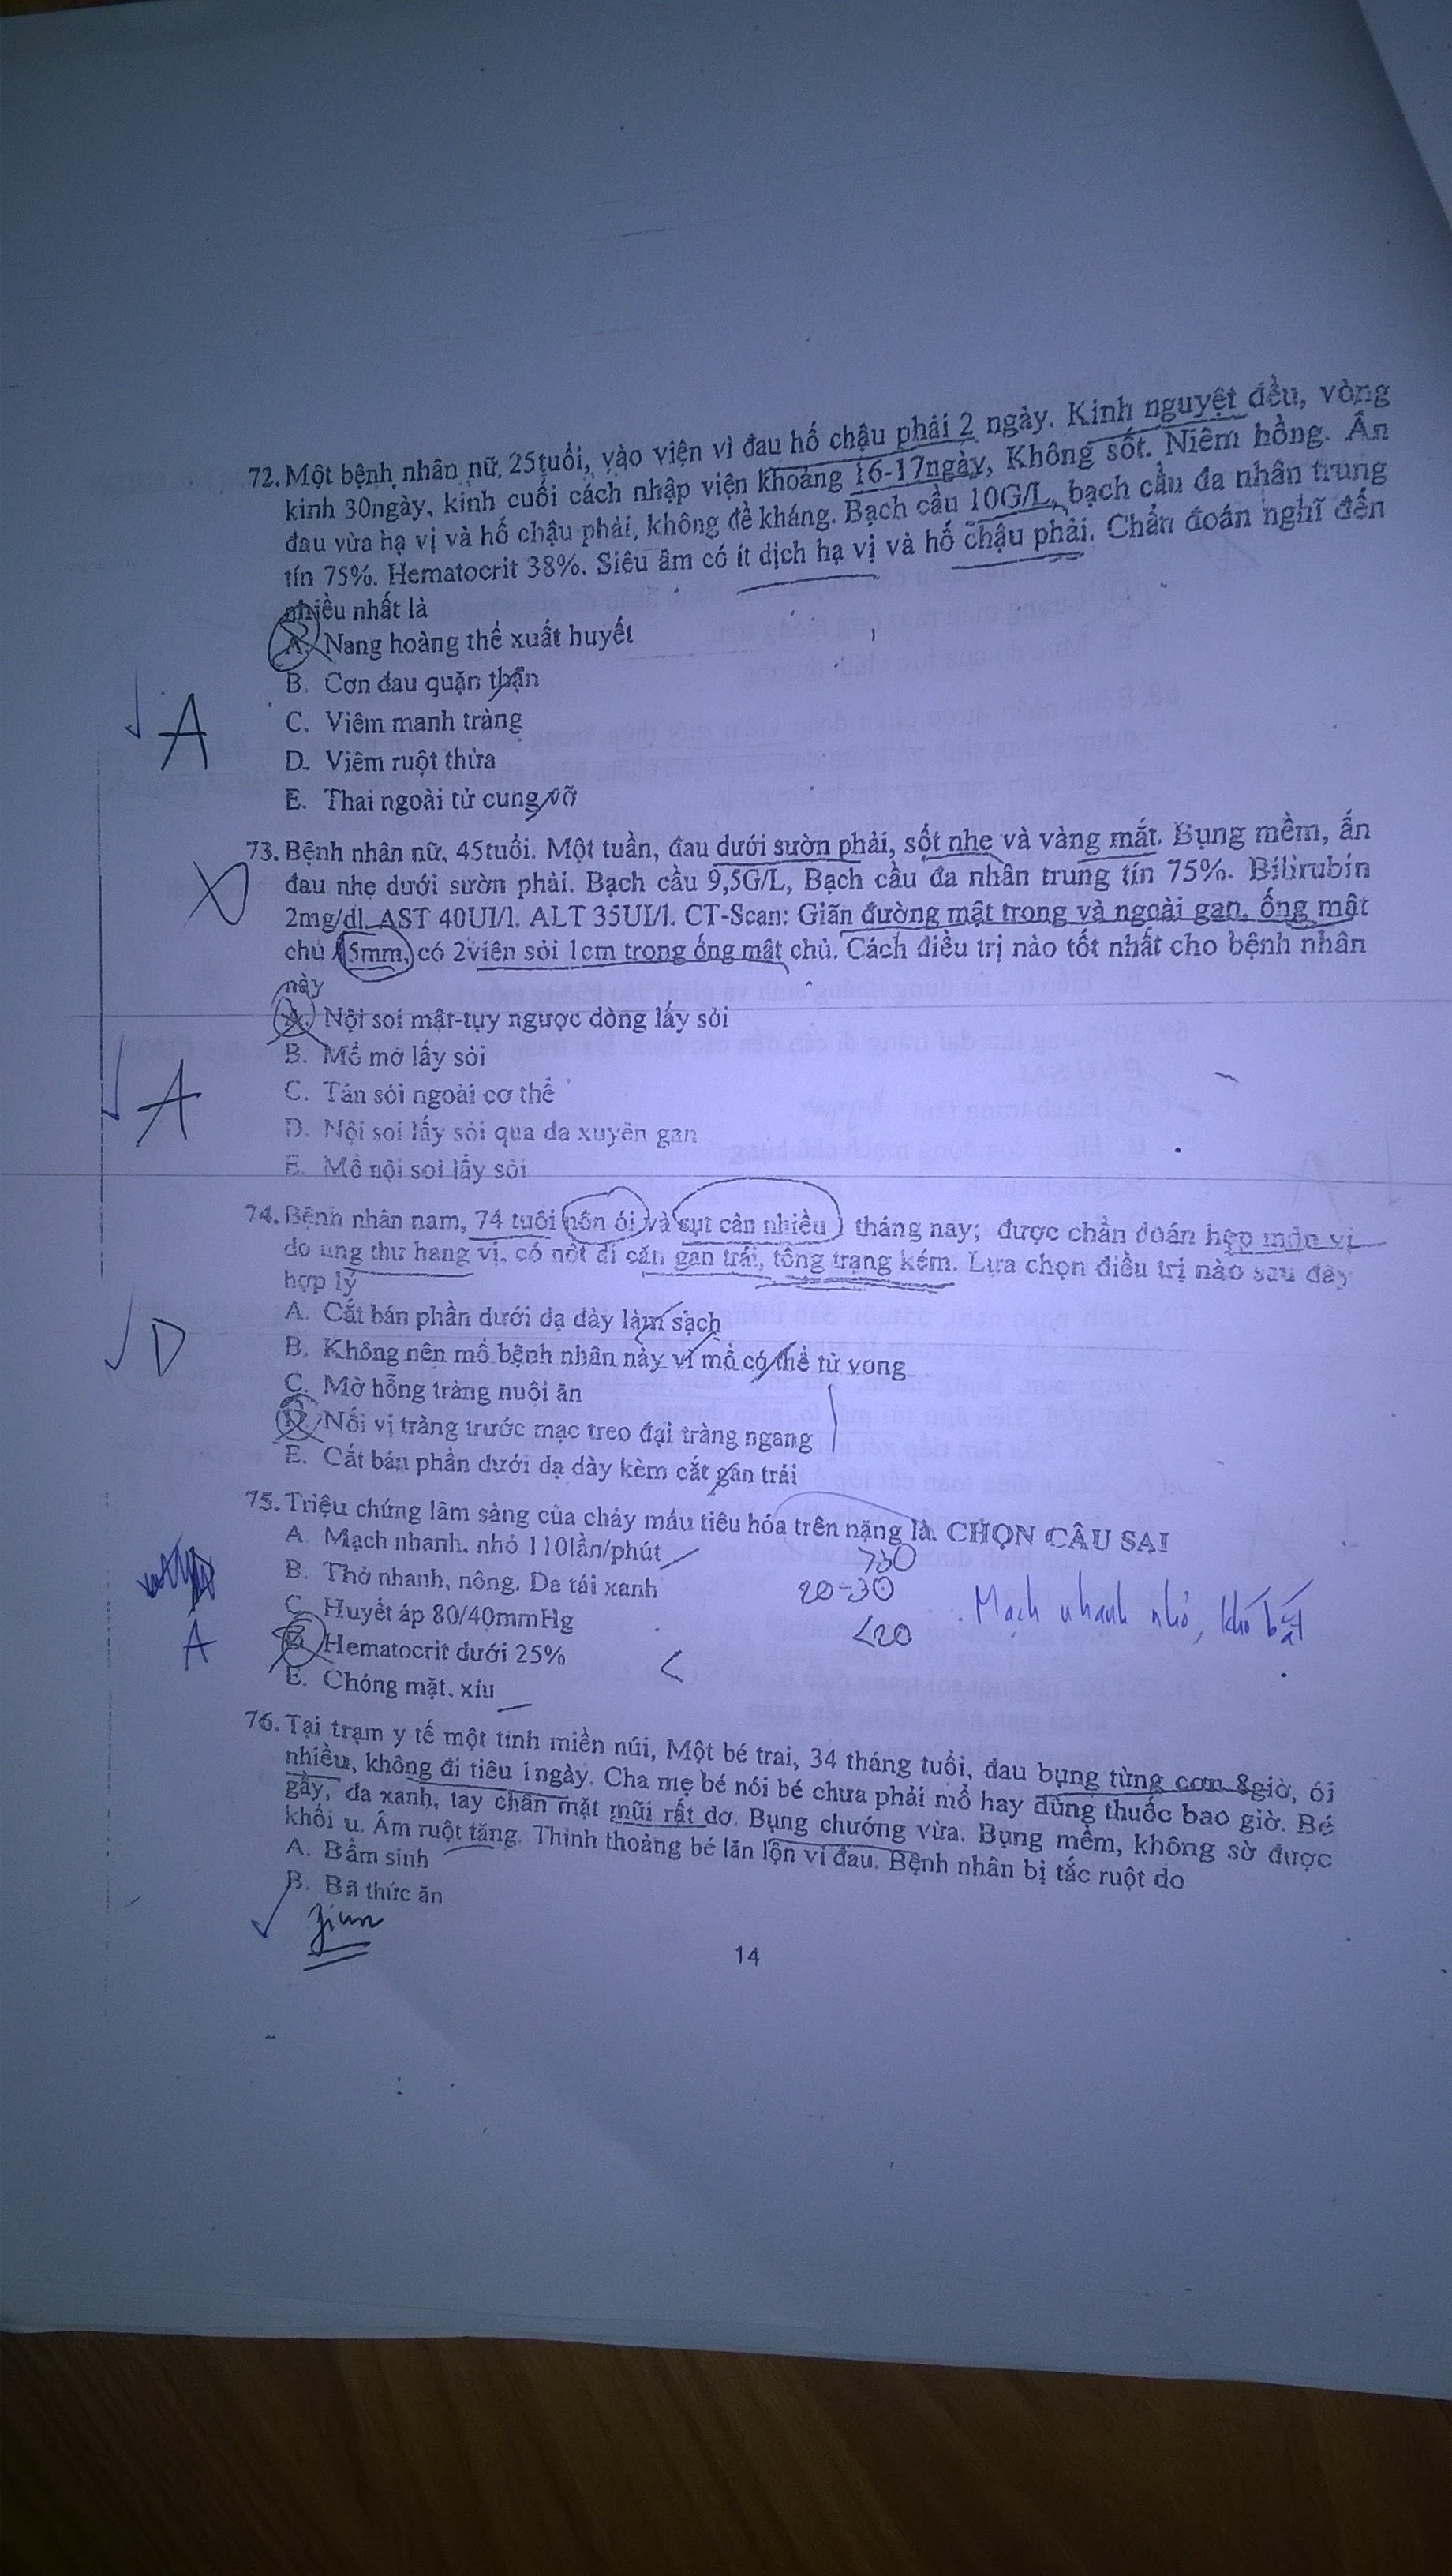 72. Một bệnh nhân nữ, 25tuổi, vào viện vì đau hố chậu phải 2 ngày. Kinh nguyệt đều, vòng
kinh 30ngày, kinh cuối cách nhập viện khoảng 16-17ngày, Không sốt. Niêm hồng. Ấn
đau vừa hạ vị và hố chậu phải, không đề kháng. Bạch cầu 10G/L, bạch cầu đa nhân trung
tín 75%. Hematocrit 38%. Siêu âm có ít dịch hạ vị và hố chậu phải. Chẩn đoán nghĩ đến
nhiều nhất là
A. Nang hoàng thể xuất huyết
B. Cơn đau quặn thận
C. Viêm manh tràng
A
D. Viêm ruột thừa
E. Thai ngoài tử cung vỡ
73. Bệnh nhân nữ, 45tuổi. Một tuần, đau dưới sườn phải, sốt nhẹ và vàng mắt. Bụng mềm, ấn
đau nhẹ dưới sườn phải. Bạch cầu 9,5G/L, Bạch cầu đa nhân trung tín 75%. Bilirubin
2mg/dl. AST 40UI/l. ALT 35UI/l. CT-Scan: Giãn đường mật trong và ngoài gan, ống mật
chủ 15mm, có 2viên sỏi 1cm trong ống mật chủ. Cách điều trị nào tốt nhất cho bệnh nhân
này
A. Nội soi mật-tụy ngược dòng lấy sỏi
B. Mổ mở lấy sỏi
C. Tán sỏi ngoài cơ thể
A
D. Nội soi lấy sỏi qua da xuyên gan
E. Mổ nội soi lấy sỏi
74. Bệnh nhân nam, 74 tuổi nôn ói và sụt cân nhiều tháng nay; được chẩn đoán hẹp môn vị
do ung thư hang vị, có nốt di căn gan trái, tổng trạng kém. Lựa chọn điều trị nào sau đây
hợp lý
A. Cắt bán phần dưới dạ dày làm sạch
D
B. Không nên mổ bệnh nhân này vì mổ có thể tử vong
C. Mở hỗng tràng nuôi ăn
D. Nối vị tràng trước mạc treo đại tràng ngang
E. Cắt bán phần dưới dạ dày kèm cắt gan trái
75. Triệu chứng lâm sàng của chảy máu tiêu hóa trên nặng là. CHỌN CÂU SAI
A. Mạch nhanh, nhỏ 110lần/phút
>30
B. Thở nhanh, nông. Da tái xanh
20-30
C. Huyết áp 80/40mmHg
<20
Mạch nhanh nhỏ, khó bắt
A
D. Hematocrit dưới 25%
<
E. Chóng mặt, xỉu
76. Tại trạm y tế một tỉnh miền núi, Một bé trai, 34 tháng tuổi, đau bụng từng cơn 8giờ, ói
nhiều, không đi tiêu 1ngày. Cha mẹ bé nói bé chưa phải mổ hay dùng thuốc bao giờ. Bé
gầy, da xanh, tay chân mặt mũi rất dơ. Bụng chướng vừa. Bụng mềm, không sờ được
khối u. Âm ruột tăng. Thỉnh thoảng bé lăn lộn vì đau. Bệnh nhân bị tắc ruột do
A. Bẩm sinh
B. Bã thức ăn
14